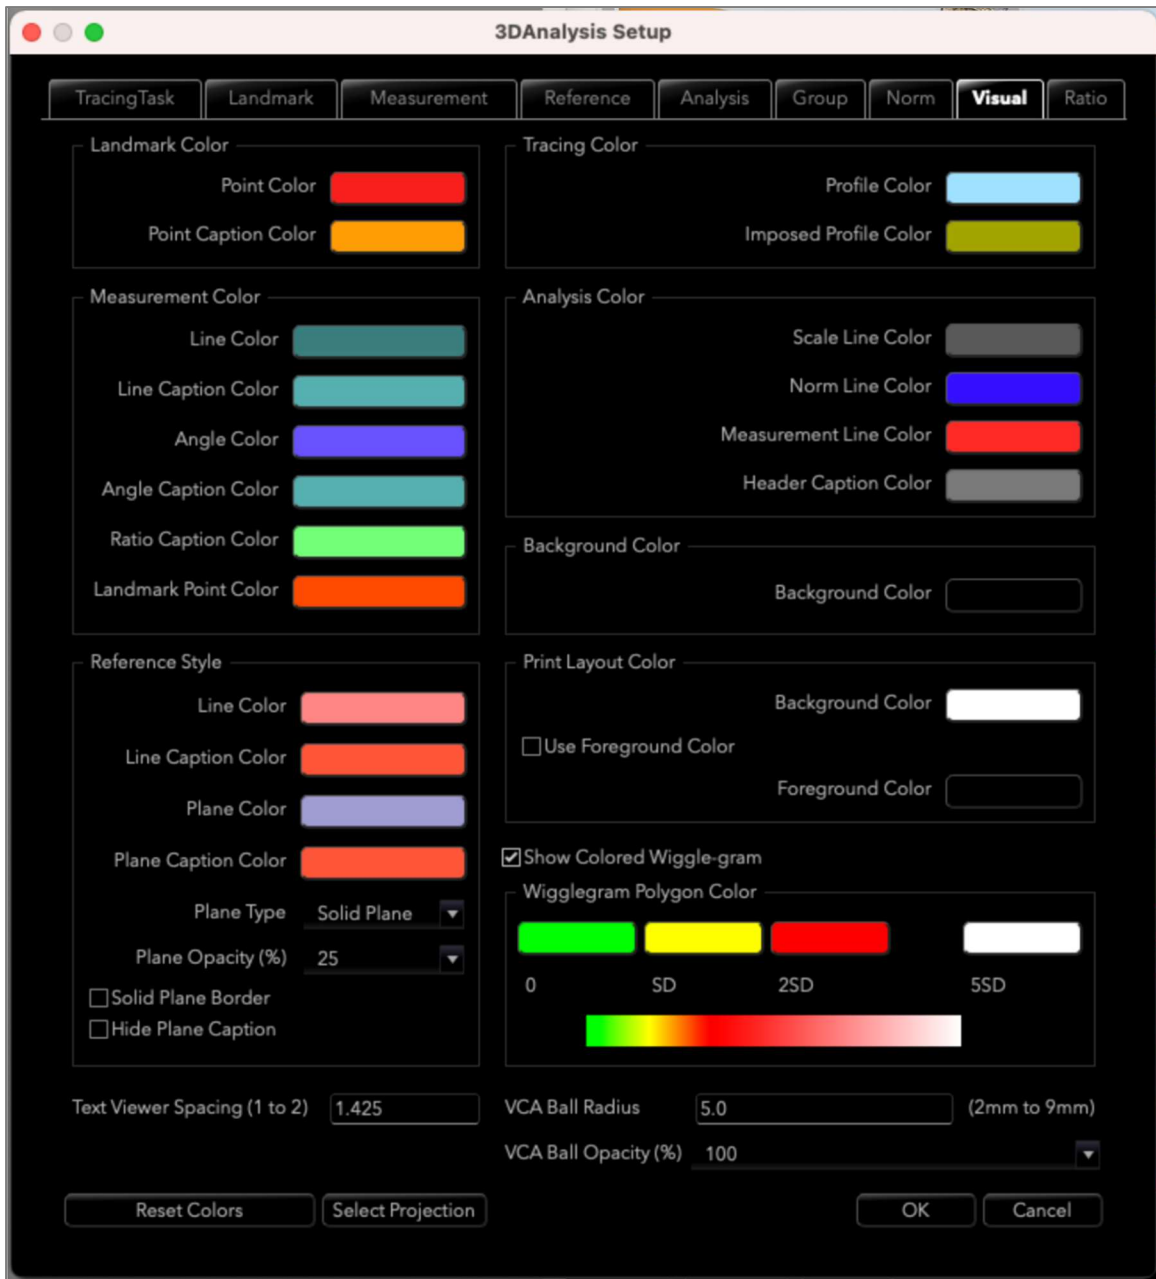 3DAnalysis Setup
TracingTask Landmark Measurement Reference Analysis Group Norm Visual Ratio
Landmark Color
Point Color
Point Caption Color
Tracing Color
Profile Color
Imposed Profile Color
Measurement Color
Line Color
Line Caption Color
Angle Color
Angle Caption Color
Ratio Caption Color
Landmark Point Color
Analysis Color
Scale Line Color
Norm Line Color
Measurement Line Color
Header Caption Color
Background Color
Background Color
Reference Style
Line Color
Line Caption Color
Plane Color
Plane Caption Color
Plane Type Solid Plane
Plane Opacity (%) 25
Solid Plane Border
Hide Plane Caption
Print Layout Color
Background Color
Use Foreground Color
Foreground Color
Show Colored Wiggle-gram
Wigglegram Polygon Color
0 SD 2SD 5SD
Text Viewer Spacing (1 to 2) 1.425
VCA Ball Radius 5.0 (2mm to 9mm)
VCA Ball Opacity (%) 100
Reset Colors Select Projection OK Cancel